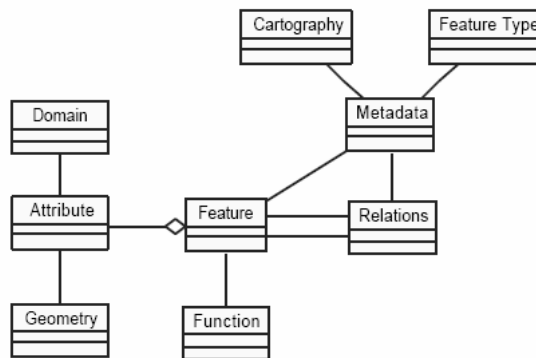 Cartography
Feature Type
Metadata
Domain
Attribute
Feature
Relations
Geometry
Function